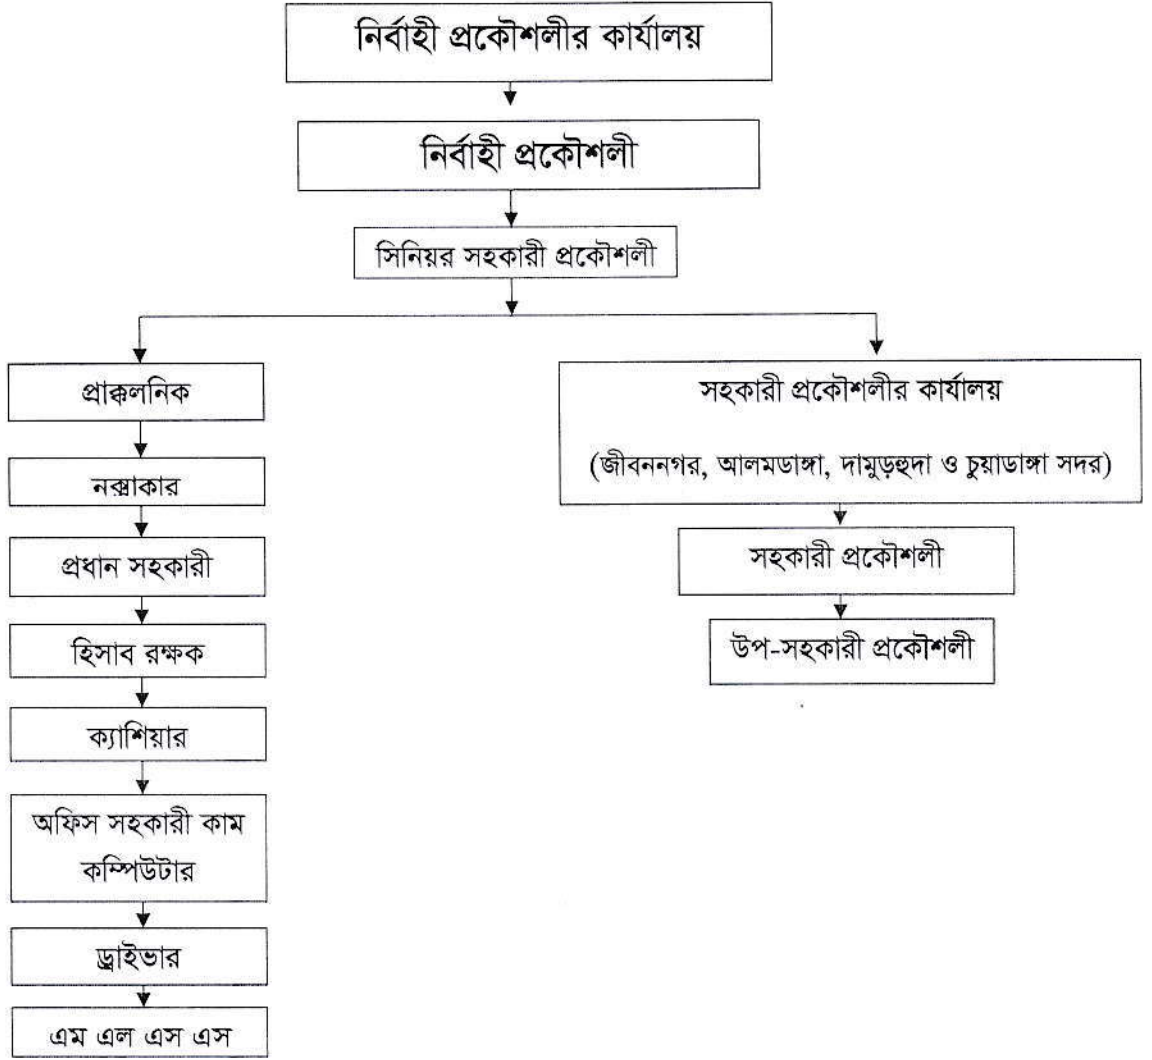 নির্বাহী প্রকৌশলীর কার্যালয়
নির্বাহী প্রকৌশলী
সিনিয়র সহকারী প্রকৌশলী
প্রাক্কলনিক
নক্সাকার
প্রধান সহকারী
হিসাব রক্ষক
ক্যাশিয়ার
অফিস সহকারী কাম
কম্পিউটার
ড্রাইভার
এম এল এস এস
সহকারী প্রকৌশলীর কার্যালয়
(জীবননগর, আলমডাঙ্গা, দামুড়হুদা ও চুয়াডাঙ্গা সদর)
সহকারী প্রকৌশলী
উপ-সহকারী প্রকৌশলী